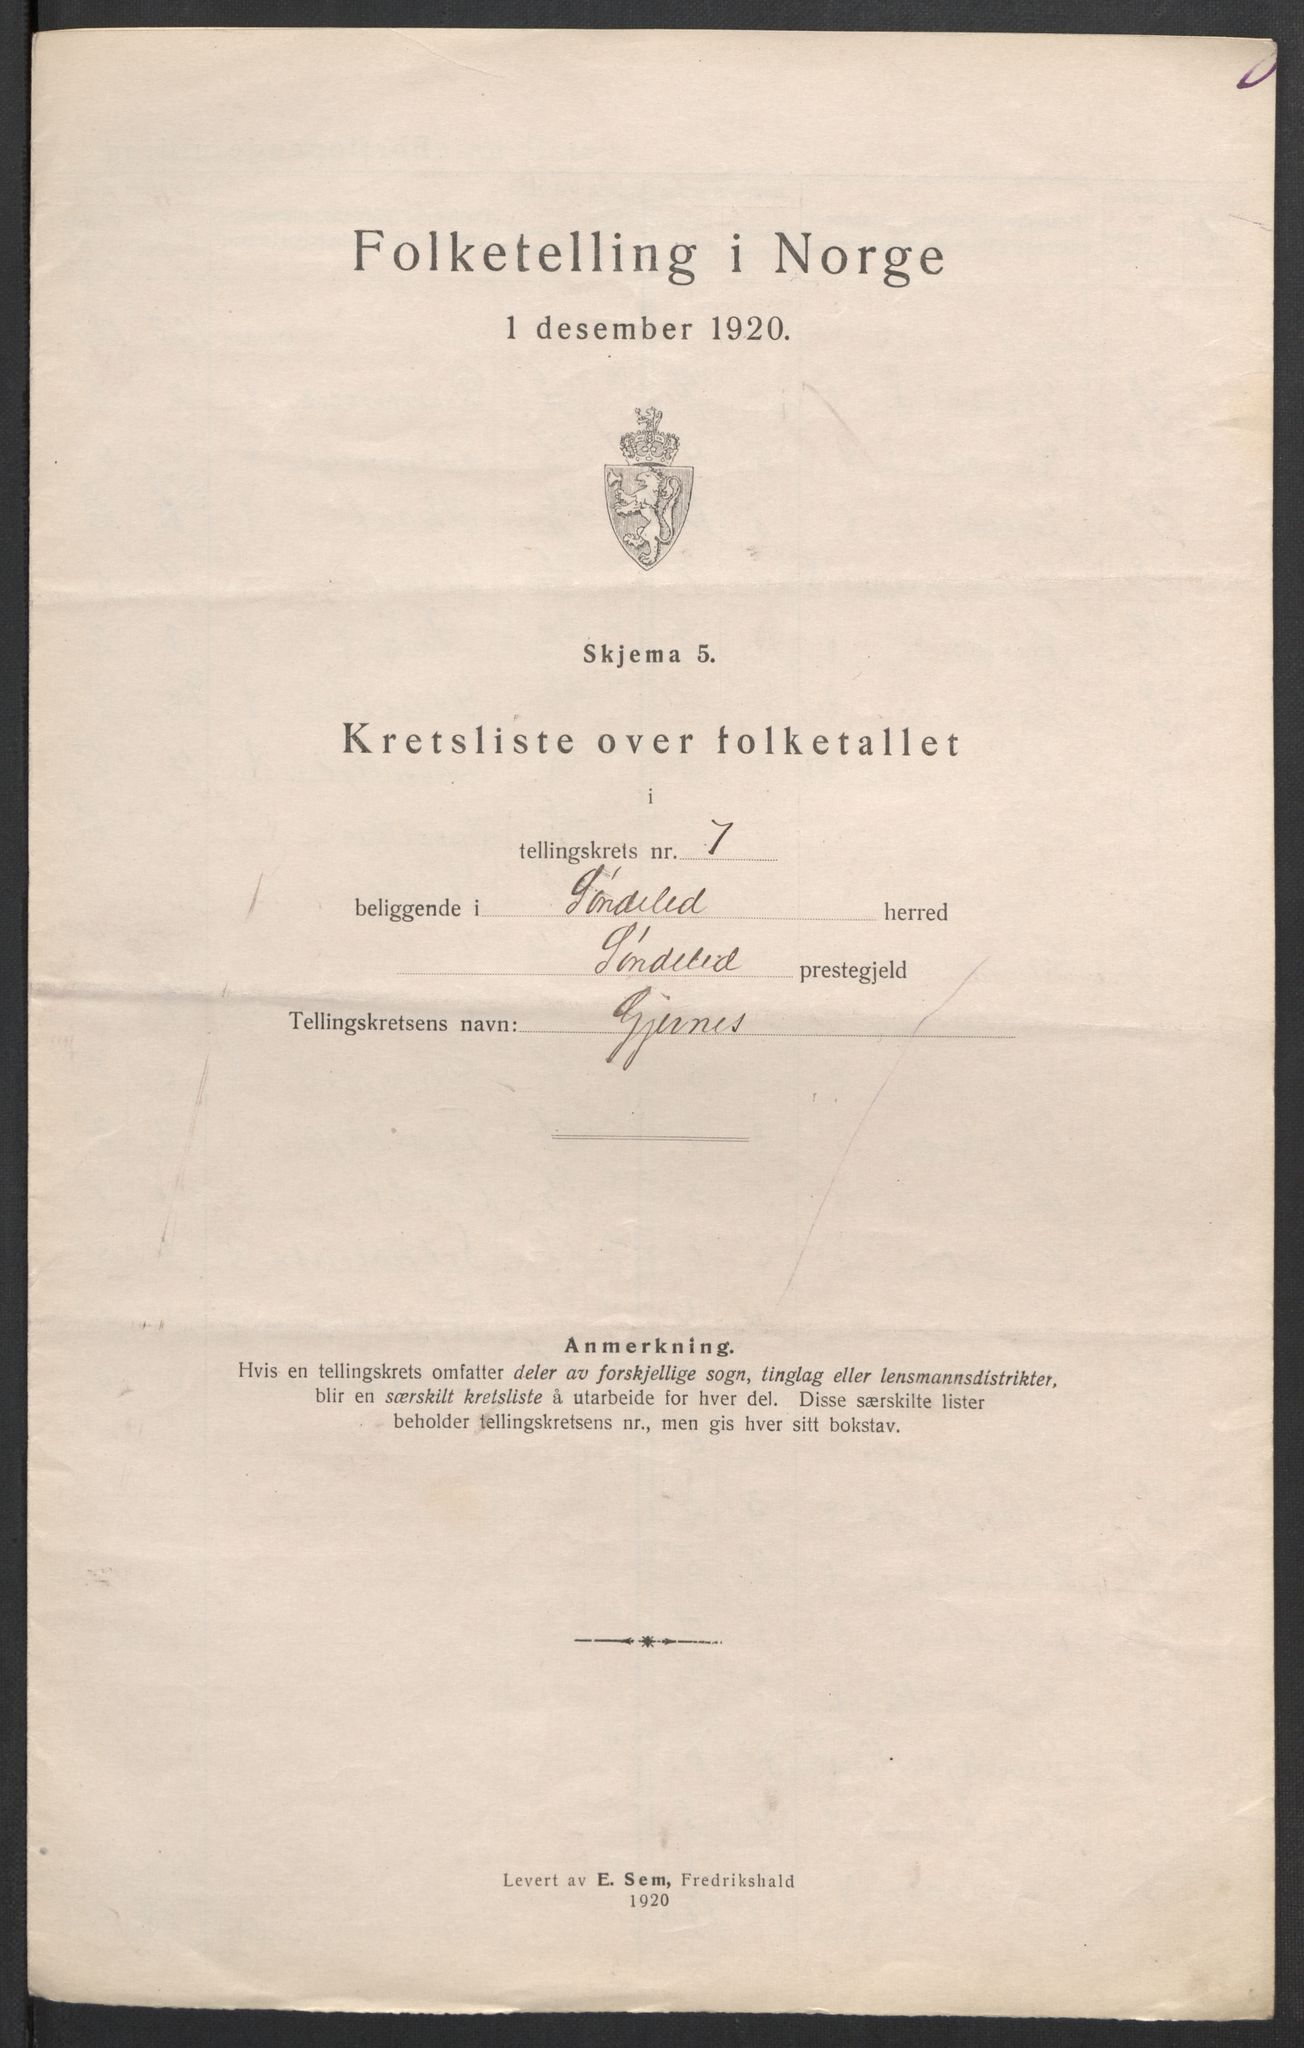 Folketelling i Norge
1 desember 1920.
Skjema 5.
Kretsliste over folketallet
i
tellingskrets nr. 7
beliggende i Søndeled herred
Søndeled prestegjeld
Tellingskretsens navn: Gjernes
Anmerkning.
Hvis en tellingskrets omfatter deler av forskjellige sogn, tinglag eller lensmannsdistrikter,
blir en særskilt kretsliste å utarbeide for hver del. Disse særskilte lister
beholder tellingskretsens nr., men gis hver sitt bokstav.
Levert av E. Sem, Fredrikshald
1920